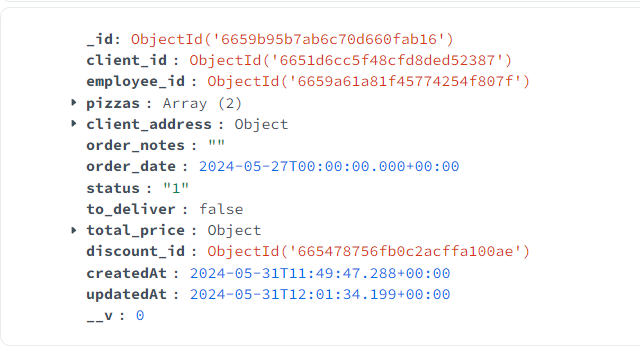 _id: ObjectId('6659b95b7ab6c70d660fab16')
client_id : ObjectId('6651d6cc5f48cfd8ded52387')
employee_id : ObjectId('6659a61a81f45774254f807f')
pizzas : Array (2)
client_address : Object
order_notes : ""
order_date : 2024-05-27T00:00:00.000+00:00
status : "1"
to_deliver : false
total_price : Object
discount_id : ObjectId('665478756fb0c2acffa100ae')
createdAt : 2024-05-31T11:49:47.288+00:00
updatedAt : 2024-05-31T12:01:34.199+00:00
__v : 0